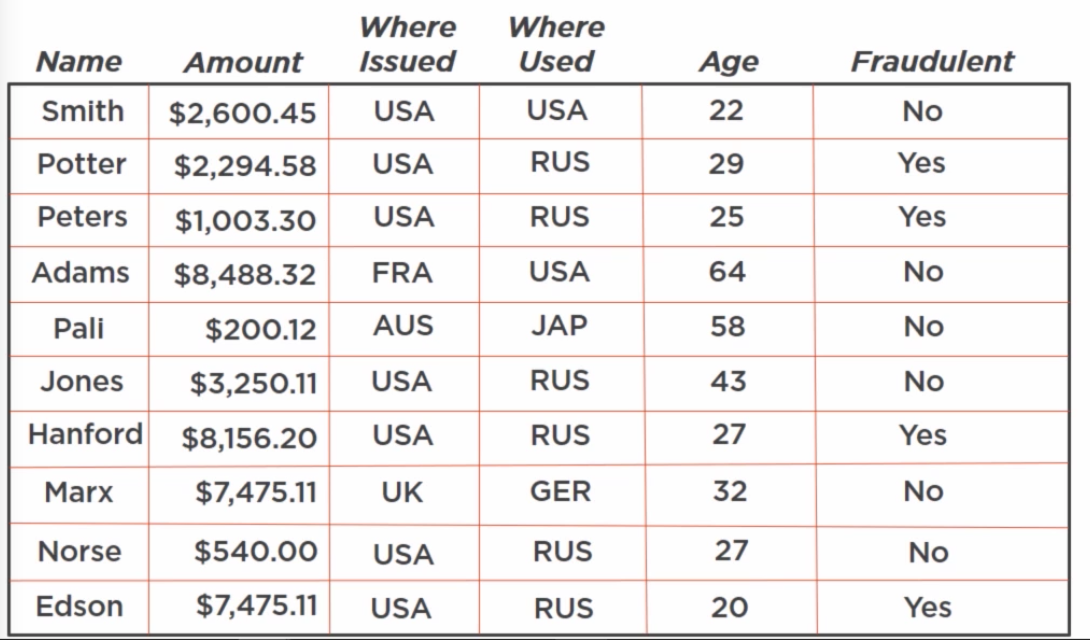 Name Amount Where Issued Where Used Age Fraudulent
Smith $2,600.45 USA USA 22 No
Potter $2,294.58 USA RUS 29 Yes
Peters $1,003.30 USA RUS 25 Yes
Adams $8,488.32 FRA USA 64 No
Pali $200.12 AUS JAP 58 No
Jones $3,250.11 USA RUS 43 No
Hanford $8,156.20 USA RUS 27 Yes
Marx $7,475.11 UK GER 32 No
Norse $540.00 USA RUS 27 No
Edson $7,475.11 USA RUS 20 Yes